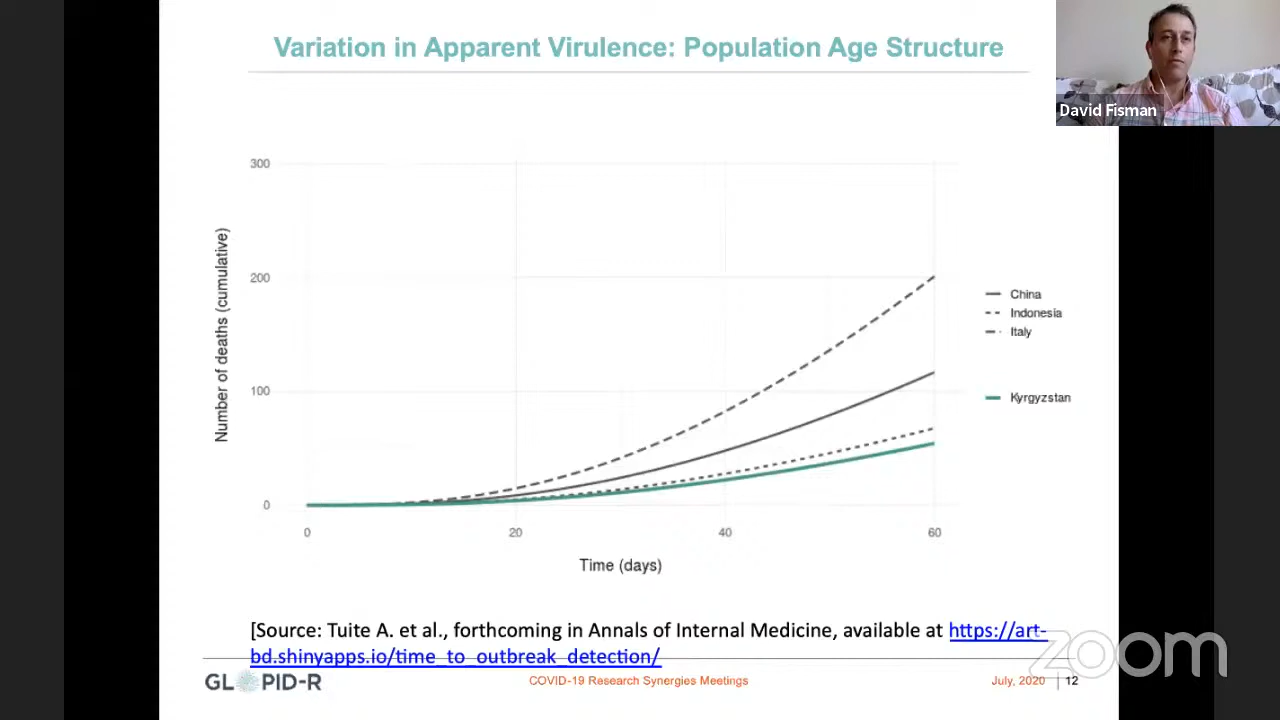 Variation in Apparent Virulence: Population Age Structure
David Fisman
300
200
100
0
Number of deaths (cumulative)
0 20 40 60
Time (days)
China
Indonesia
Italy
Kyrgyzstan
[Source: Tuite A. et al., forthcoming in Annals of Internal Medicine, available at https://art-
bd.shinyapps.io/time_to_outbreak_detection/
GLOPID-R
COVID-19 Research Synergies Meetings
July, 2020 12
zoom